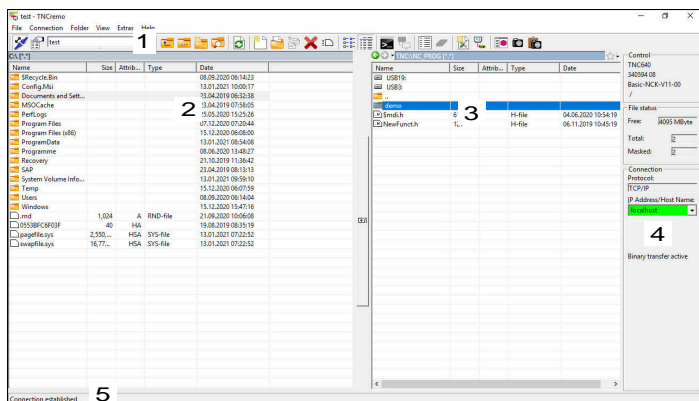 test - TNCremo
File Connection Folder View Extras Help
test
1
C:\ [*.*]
Name Size Attrib... Type Date
$Recycle.Bin 08.09.2020 06:14:23
Config.Msi 13.01.2021 10:00:17
Documents and Sett... 23.04.2019 06:32:38
MSOCache 23.04.2019 07:58:05
PerfLogs 15.05.2020 15:25:26
Program Files 07.12.2020 07:20:44
Program Files (x86) 15.12.2020 06:08:00
ProgramData 13.01.2021 08:54:08
Programme 08.06.2020 13:48:27
Recovery 21.10.2019 11:36:42
SAP 23.04.2019 08:13:13
System Volume Info... 13.01.2021 09:59:10
Temp 15.12.2020 06:07:59
Users 08.09.2020 06:14:04
Windows 15.12.2020 15:47:16
.rnd 1,024 A RND-file 21.09.2020 10:06:08
0553BFC6F03F 40 HA 19.08.2019 08:35:19
pagefile.sys 2,550,... HSA SYS-file 13.01.2021 07:22:52
swapfile.sys 16,77... HSA SYS-file 13.01.2021 07:22:52
2
TNC:\NC_PROG [*.*]
Name Size Attrib... Type Date
USB19:
USB3:
..
demo
$mdi.h H-file 04.06.2020 10:54:19
NewFunct.h H-file 06.11.2019 10:45:19
3
Control
TNC640
340594 08
Basic-NCK-V11-00
/
File status
Free: 4095 MByte
Total: 2
Masked: 2
Connection
Protocol:
TCP/IP
IP Address/Host Name:
localhost
4
Binary transfer active
Connection established
5